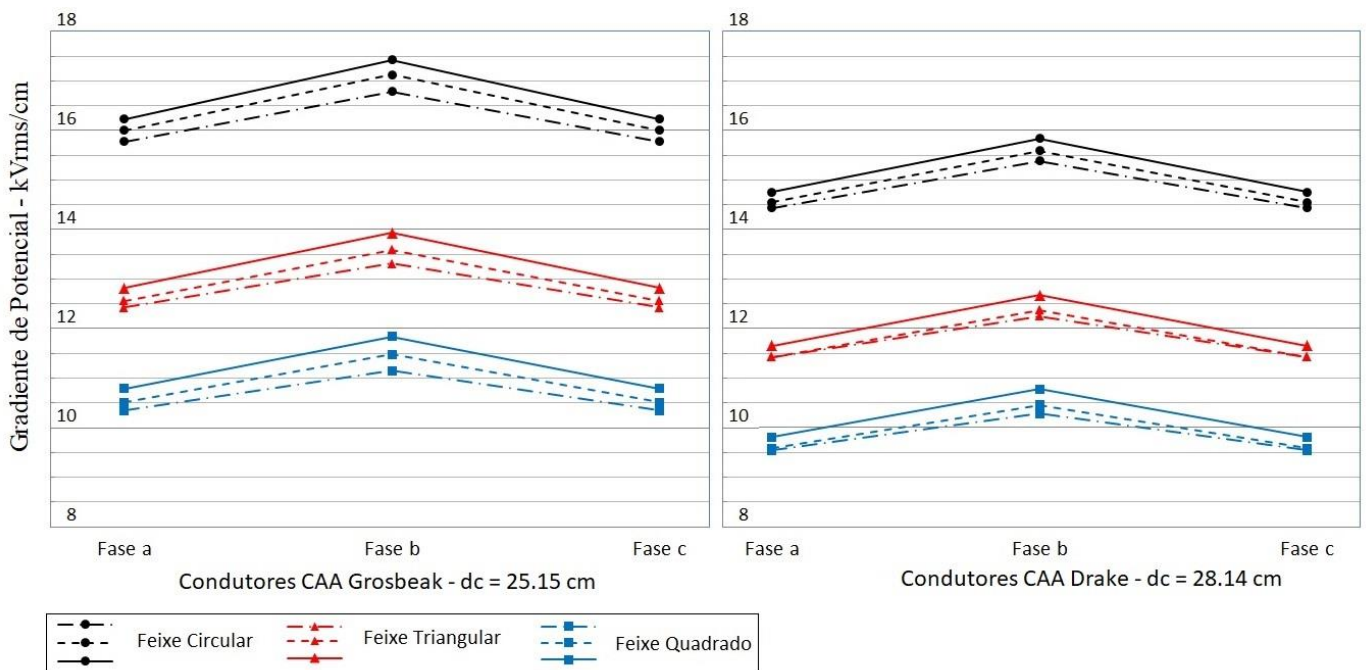 Gradiente de Potencial - kVrms/cm
18
16
14
12
10
8
Fase a
Fase b
Fase c
Condutores CAA Grosbeak - dc = 25.15 cm
18
16
14
12
10
8
Fase a
Fase b
Fase c
Condutores CAA Drake - dc = 28.14 cm
Feixe Circular
Feixe Triangular
Feixe Quadrado